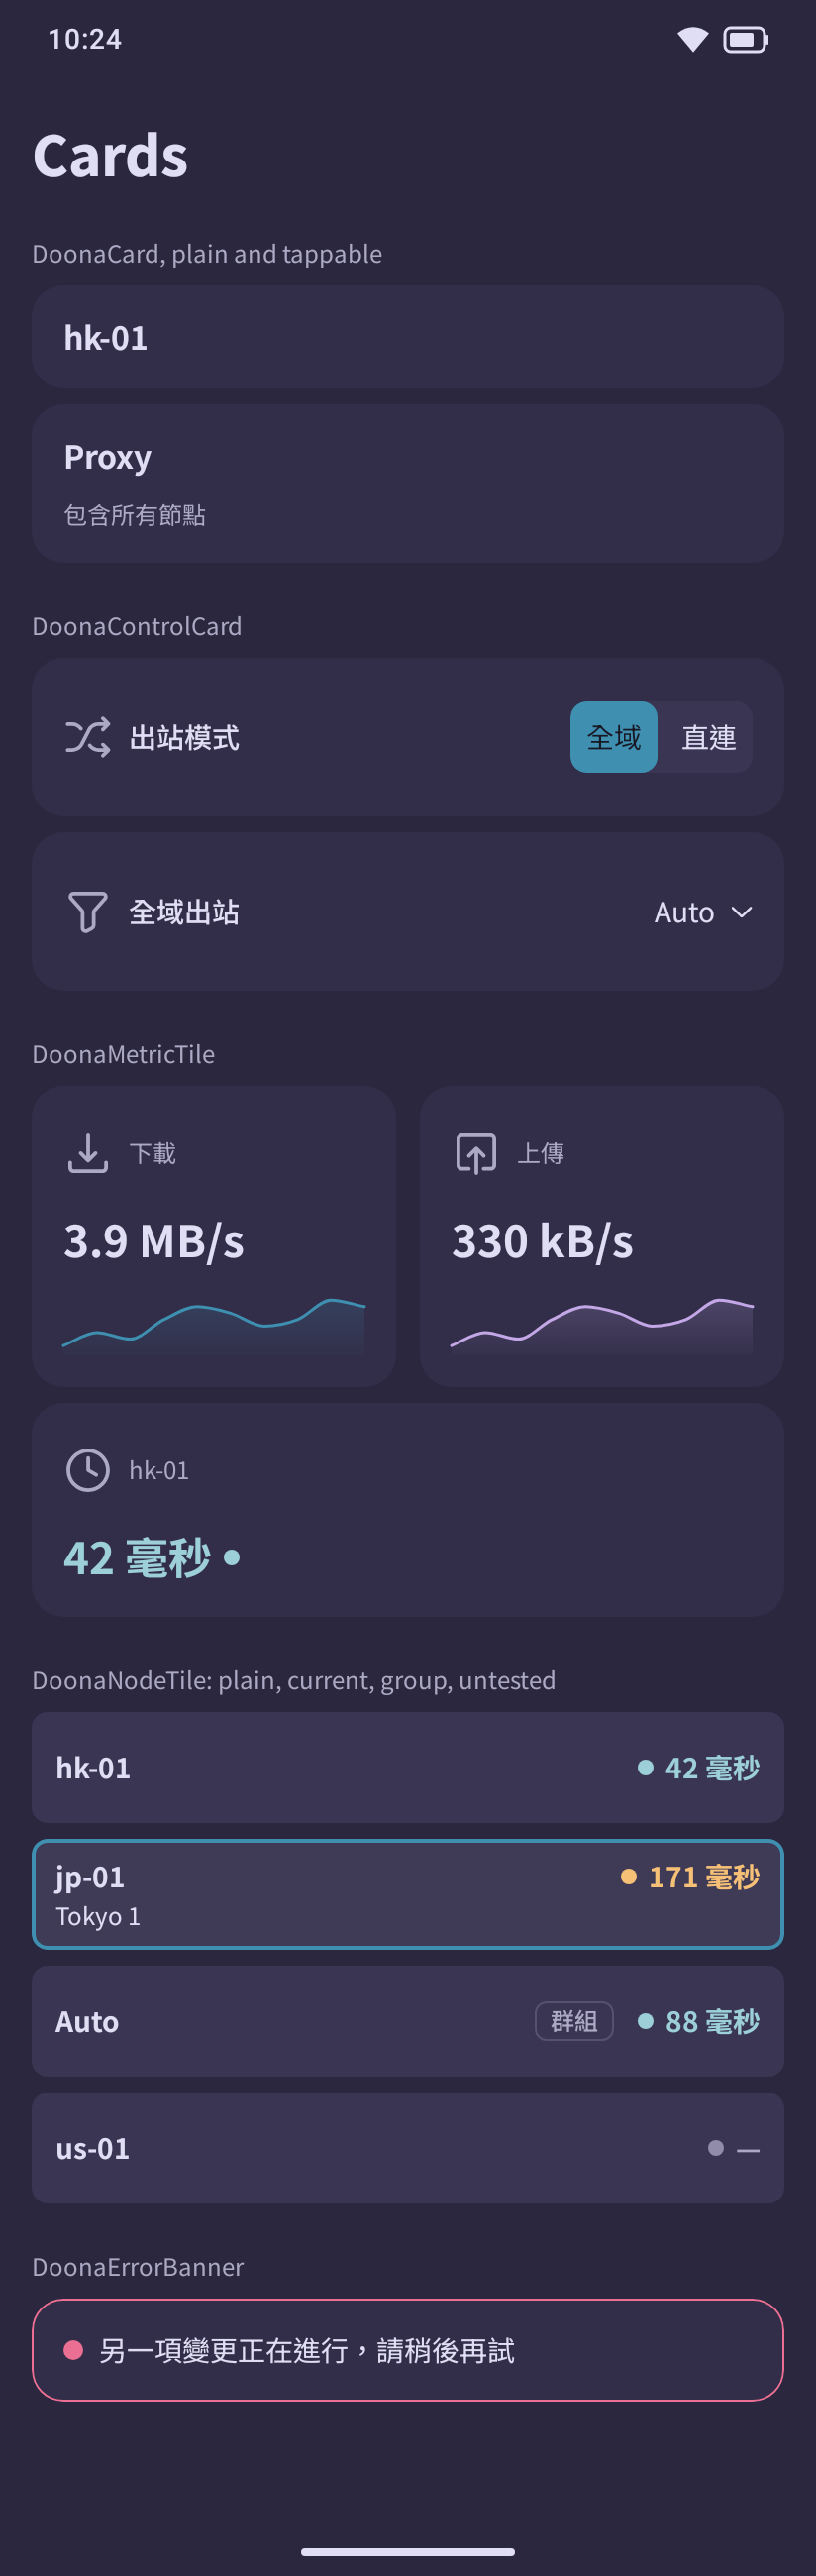 10:24
Cards
DoonaCard, plain and tappable
hk-01
Proxy
包含所有節點
DoonaControlCard
出站模式
全域
直連
全域出站
Auto
DoonaMetricTile
下載
上傳
3.9 MB/s
330 kB/s
hk-01
42 毫秒 •
DoonaNodeTile: plain, current, group, untested
hk-01
42 毫秒
jp-01
171 毫秒
Tokyo 1
Auto
群組
88 毫秒
us-01
—
DoonaErrorBanner
另一項變更正在進行，請稍後再試